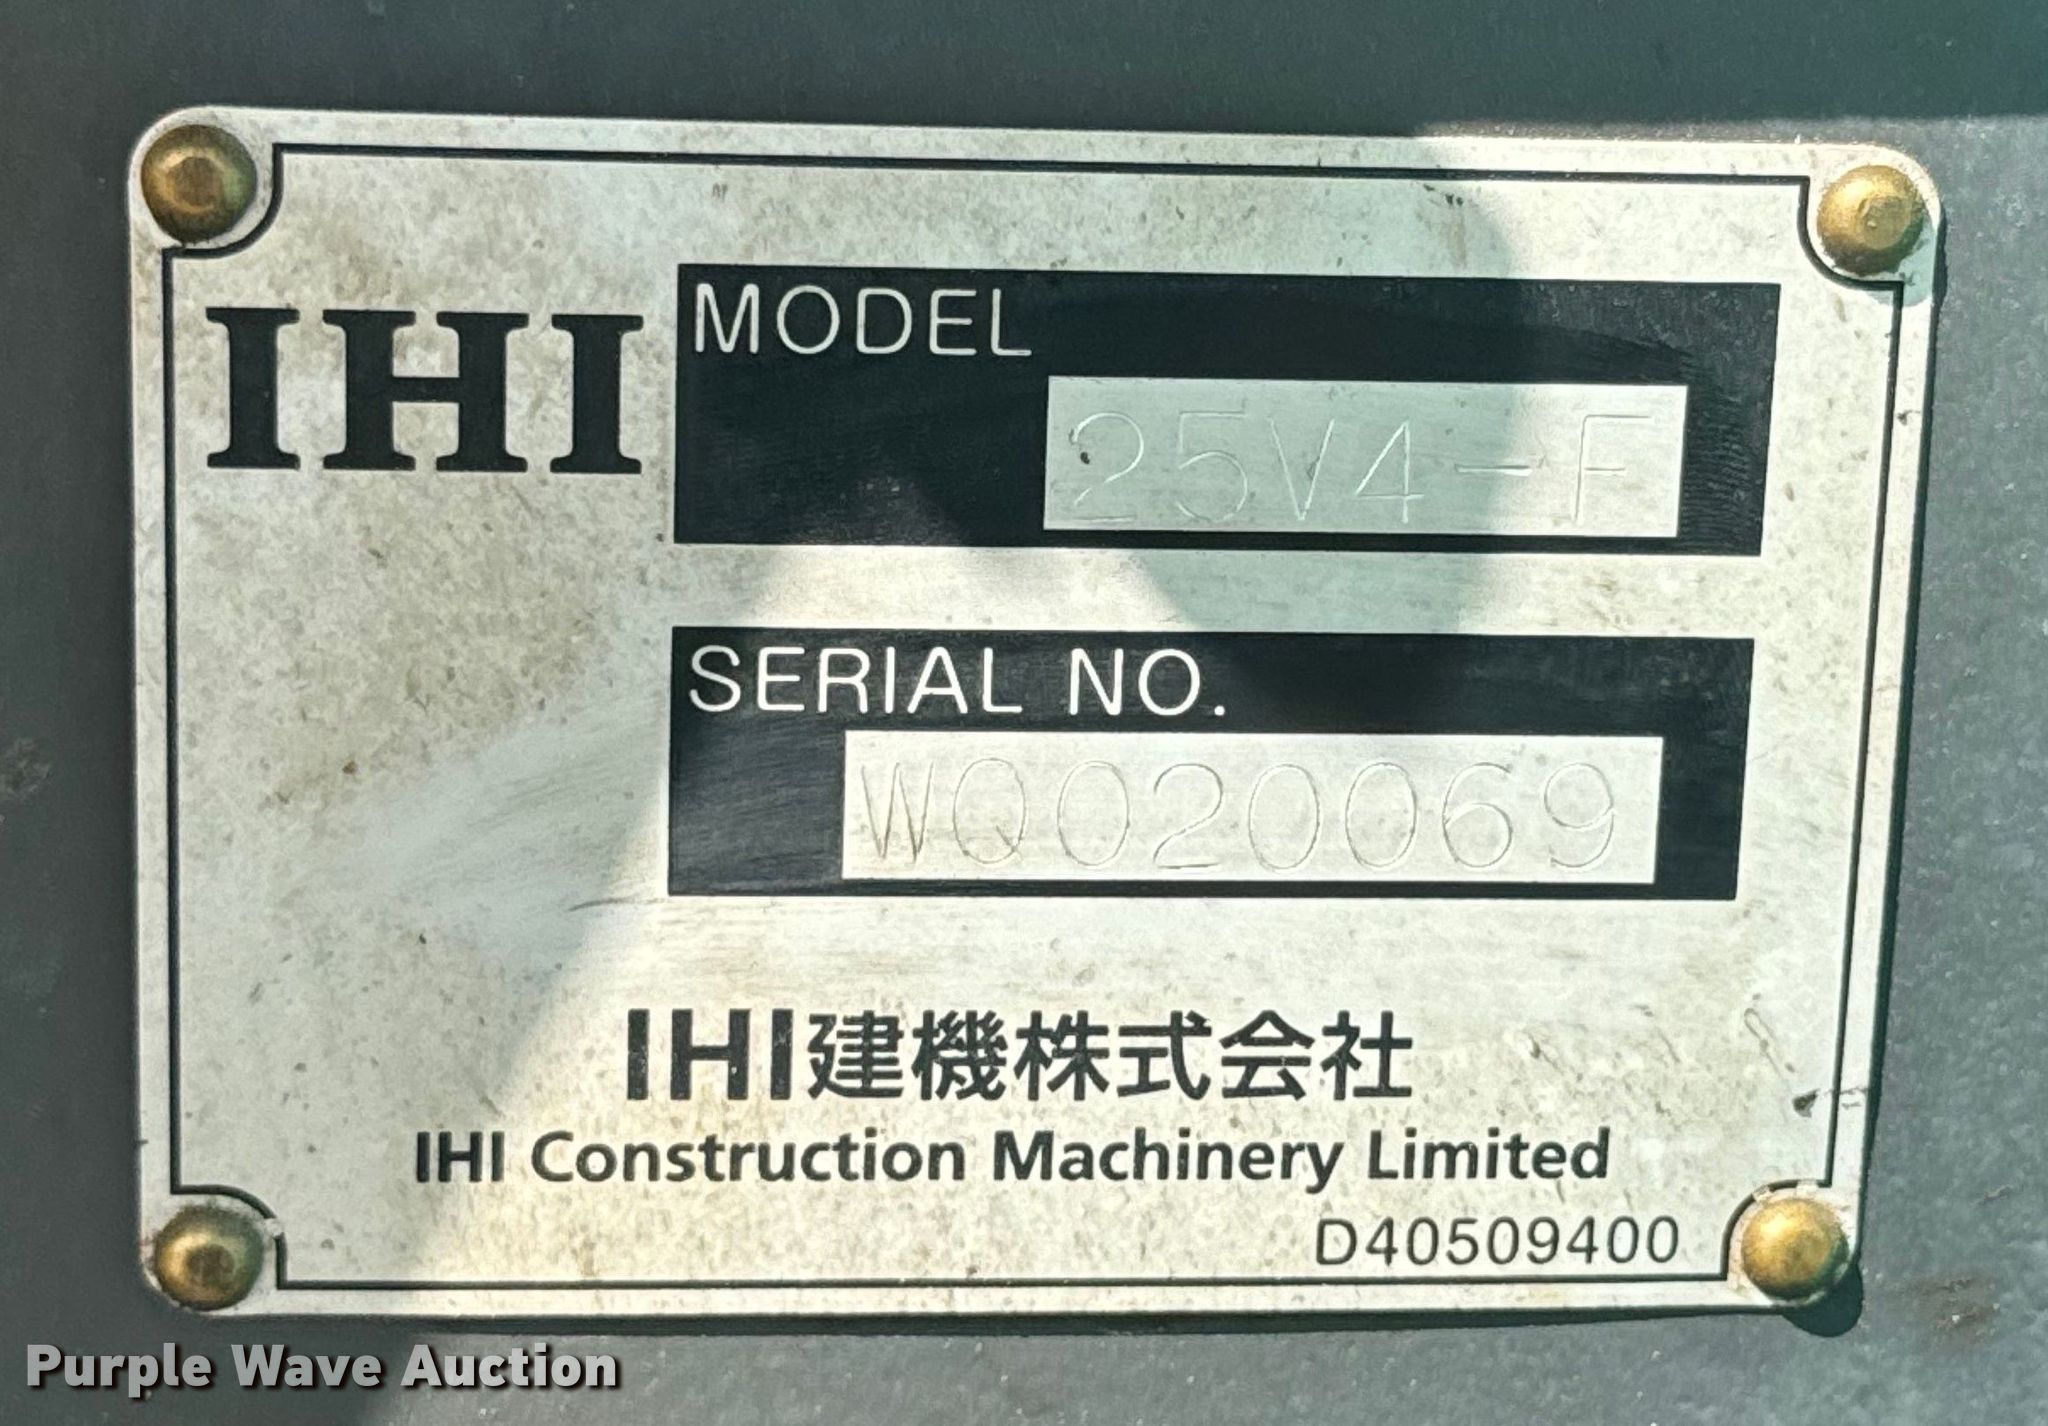 IHI
MODEL
25V4-F
SERIAL NO.
WQ020069
IHI建機株式会社
IHI Construction Machinery Limited
D40509400
Purple Wave Auction